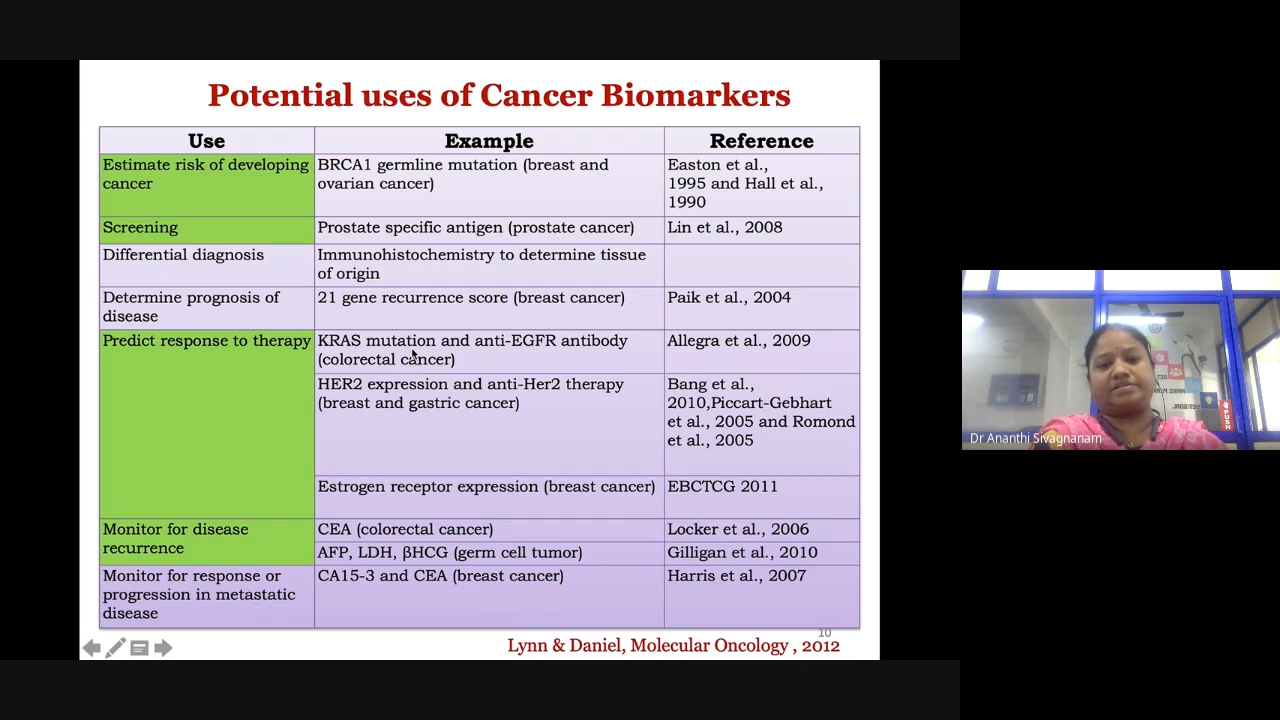 Potential uses of Cancer Biomarkers
Use Example Reference
Estimate risk of developing cancer
BRCA1 germline mutation (breast and ovarian cancer)
Easton et al., 1995 and Hall et al., 1990
Screening
Prostate specific antigen (prostate cancer)
Lin et al., 2008
Differential diagnosis
Immunohistochemistry to determine tissue of origin
Determine prognosis of disease
21 gene recurrence score (breast cancer)
Paik et al., 2004
Predict response to therapy
KRAS mutation and anti-EGFR antibody (colorectal cancer)
Allegra et al., 2009
HER2 expression and anti-Her2 therapy (breast and gastric cancer)
Bang et al., 2010,Piccart-Gebhart et al., 2005 and Romond et al., 2005
Estrogen receptor expression (breast cancer)
EBCTCG 2011
Monitor for disease recurrence
CEA (colorectal cancer)
Locker et al., 2006
AFP, LDH, βHCG (germ cell tumor)
Gilligan et al., 2010
Monitor for response or progression in metastatic disease
CA15-3 and CEA (breast cancer)
Harris et al., 2007
10
Lynn & Daniel, Molecular Oncology , 2012
Dr Ananthi Sivagnanam